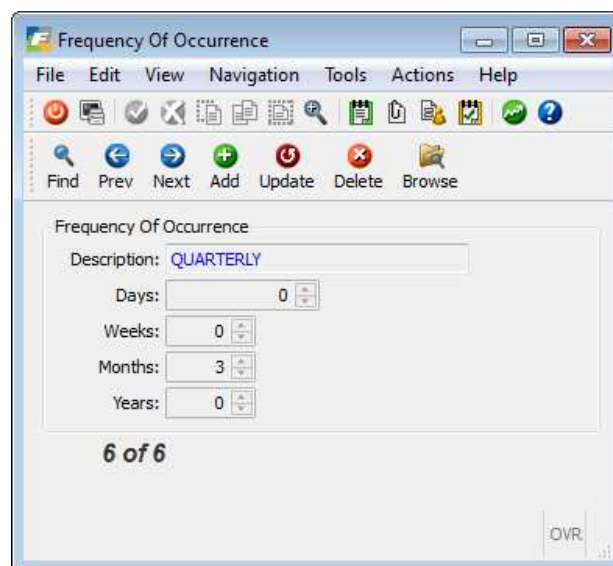 Frequency Of Occurrence
File Edit View Navigation Tools Actions Help
Find Prev Next Add Update Delete Browse
Frequency Of Occurrence
Description: QUARTERLY
Days: 0
Weeks: 0
Months: 3
Years: 0
6 of 6
OVR